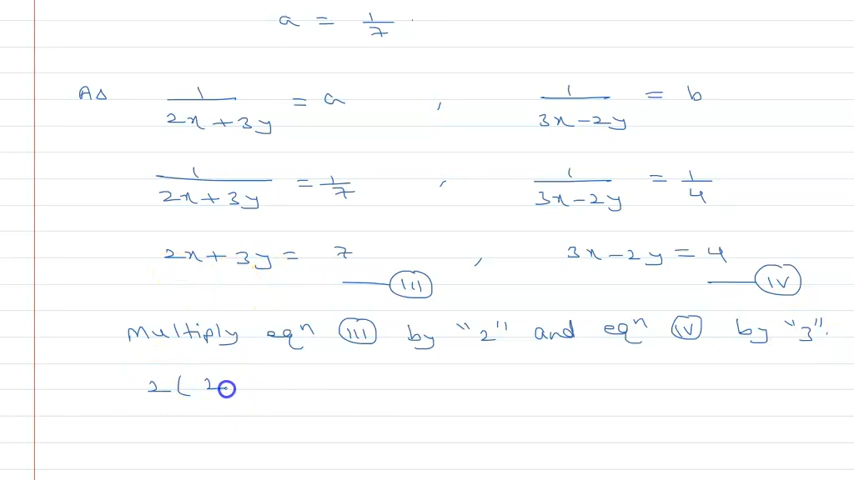 a = 1/7
As 1/(2x+3y) = a , 1/(3x-2y) = b
1/(2x+3y) = 1/7 , 1/(3x-2y) = 1/4
2x+3y = 7 , 3x-2y = 4
III IV
Multiply eqn III by "2" and eqn IV by "3".
2( 2